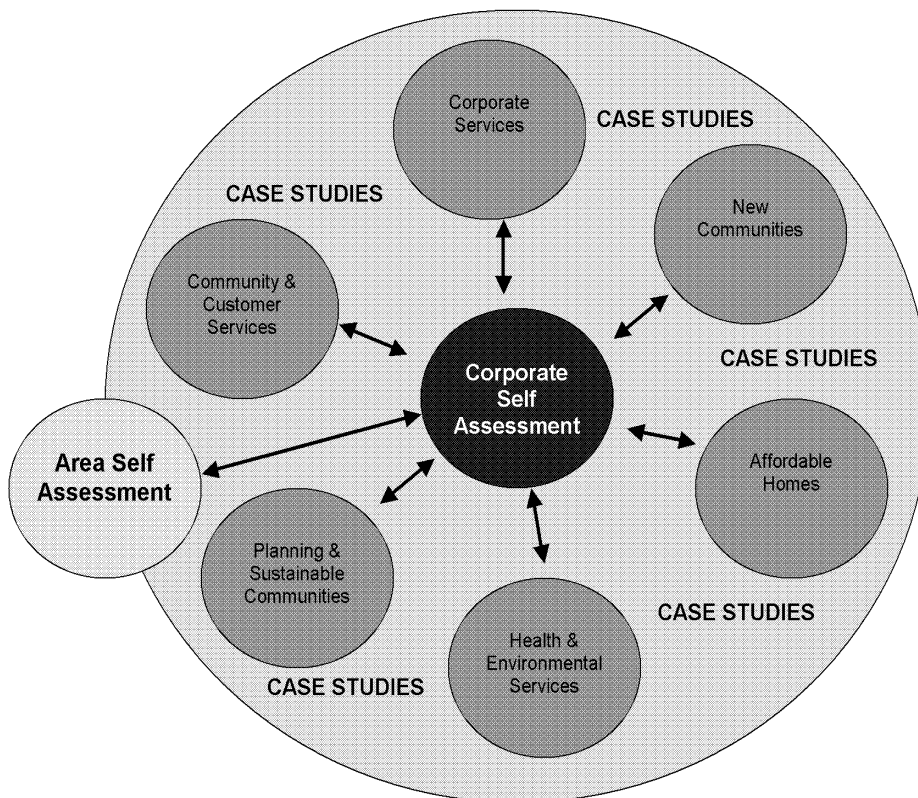 Corporate
Services
CASE STUDIES
CASE STUDIES
New
Communities
Community &
Customer
Services
CASE STUDIES
Corporate
Self
Assessment
Area Self
Assessment
Affordable
Homes
Planning &
Sustainable
Communities
CASE STUDIES
Health &
Environmental
Services
CASE STUDIES